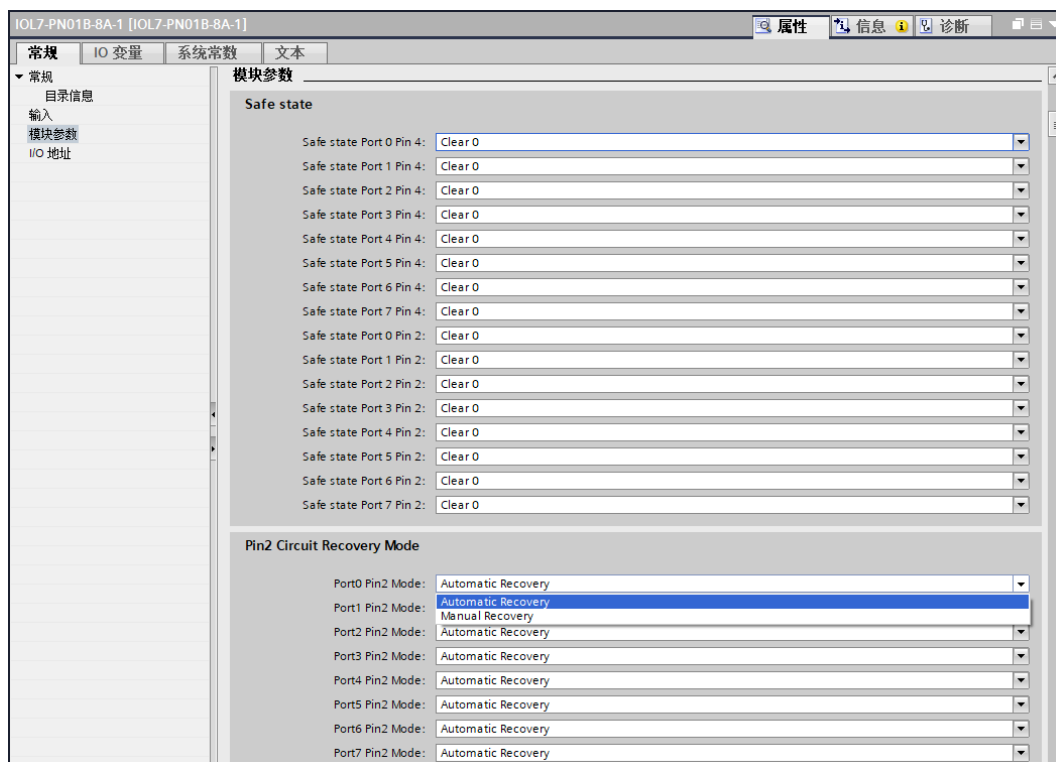 IOL7-PN01B-8A-1 [IOL7-PN01B-8A-1]
属性 信息 诊断
常规 IO 变量 系统常数 文本
常规
目录信息
输入
模块参数
I/O 地址
模块参数
Safe state
Safe state Port 0 Pin 4: Clear 0
Safe state Port 1 Pin 4: Clear 0
Safe state Port 2 Pin 4: Clear 0
Safe state Port 3 Pin 4: Clear 0
Safe state Port 4 Pin 4: Clear 0
Safe state Port 5 Pin 4: Clear 0
Safe state Port 6 Pin 4: Clear 0
Safe state Port 7 Pin 4: Clear 0
Safe state Port 0 Pin 2: Clear 0
Safe state Port 1 Pin 2: Clear 0
Safe state Port 2 Pin 2: Clear 0
Safe state Port 3 Pin 2: Clear 0
Safe state Port 4 Pin 2: Clear 0
Safe state Port 5 Pin 2: Clear 0
Safe state Port 6 Pin 2: Clear 0
Safe state Port 7 Pin 2: Clear 0
Pin2 Circuit Recovery Mode
Port0 Pin2 Mode: Automatic Recovery
Automatic Recovery
Port1 Pin2 Mode:
Manual Recovery
Port2 Pin2 Mode: Automatic Recovery
Port3 Pin2 Mode: Automatic Recovery
Port4 Pin2 Mode: Automatic Recovery
Port5 Pin2 Mode: Automatic Recovery
Port6 Pin2 Mode: Automatic Recovery
Port7 Pin2 Mode: Automatic Recovery